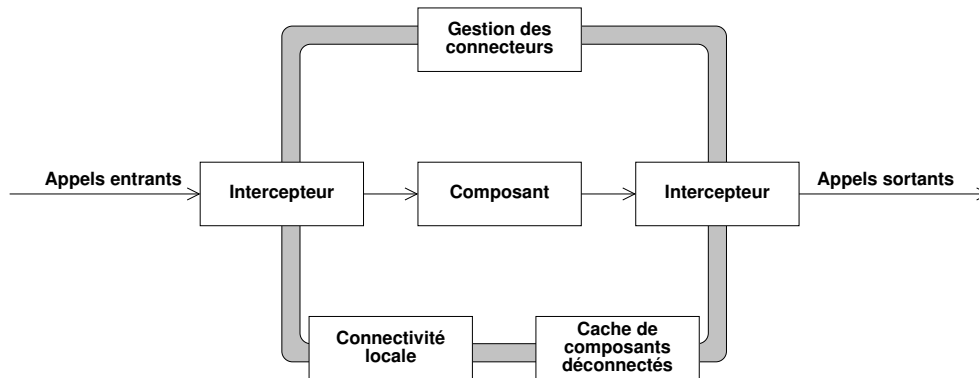 Gestion des
connecteurs
Appels entrants
Intercepteur
Composant
Intercepteur
Appels sortants
Connectivité
locale
Cache de
composants
déconnectés